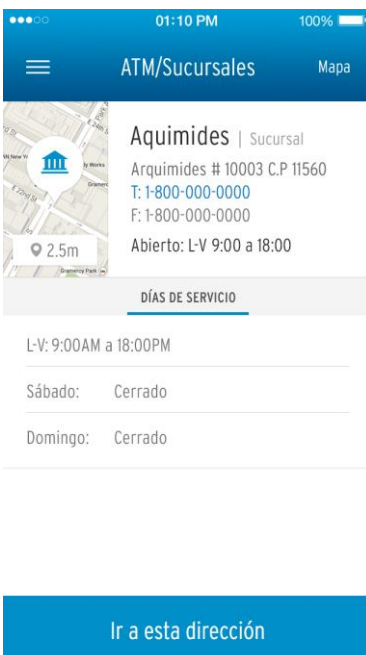 01:10 PM
100%
ATM/Sucursales
Mapa
Aquimides | Sucursal
Arquimides # 10003 C.P 11560
T: 1-800-000-0000
F: 1-800-000-0000
Abierto: L-V 9:00 a 18:00
2.5m
Gramercy Park
DÍAS DE SERVICIO
L-V: 9:00AM a 18:00PM
Sábado: Cerrado
Domingo: Cerrado
Ir a esta dirección